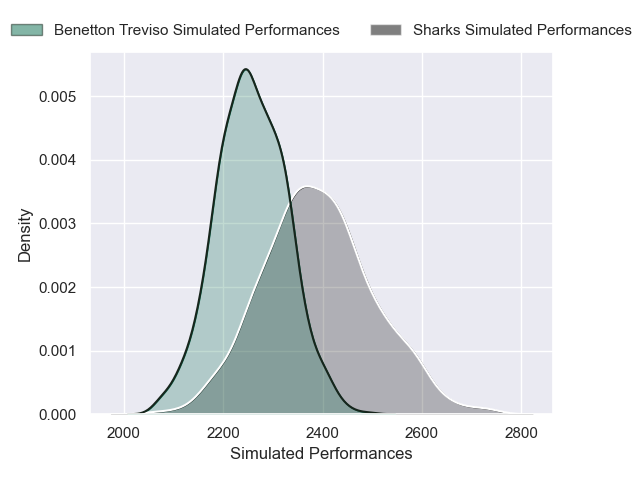 Benetton Treviso Simulated Performances
Sharks Simulated Performances
Density
0.005
0.004
0.003
0.002
0.001
0.000
2000 2200 2400 2600 2800
Simulated Performances